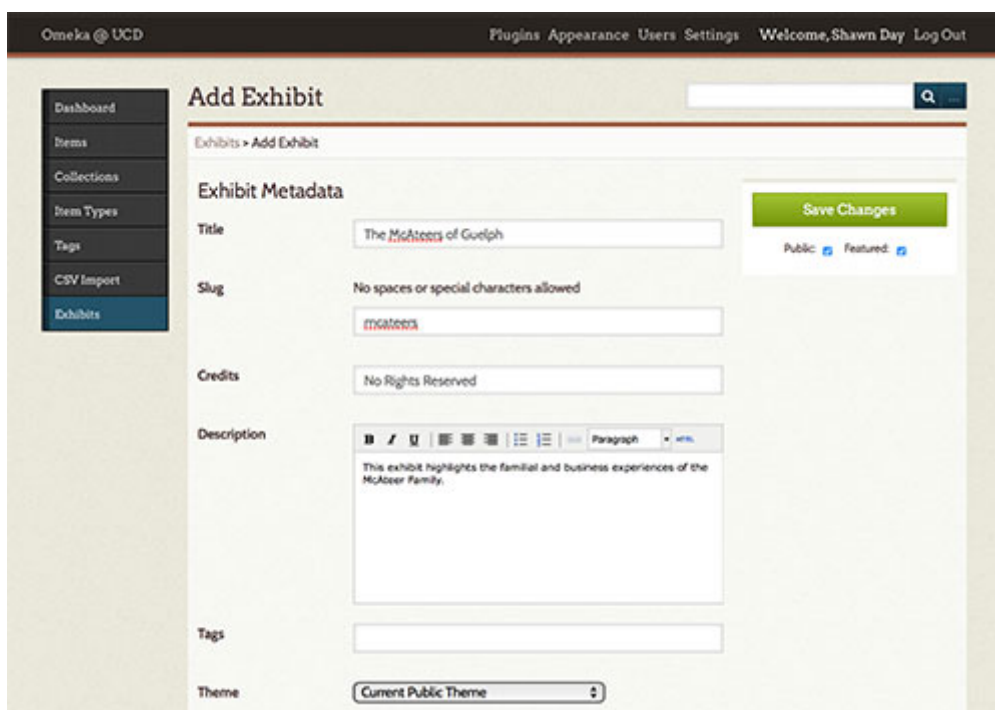 Omeka @ UCD
Plugins Appearance Users Settings Welcome, Shawn Day Log Out
Add Exhibit
...
Dashboard
Items
Collections
Item Types
Tags
CSV Import
Exhibits
Exhibits > Add Exhibit
Exhibit Metadata
Title
The McAteers of Guelph
Slug
No spaces or special characters allowed
mcateers
Credits
No Rights Reserved
Description
B I U Paragraph HTML
This exhibit highlights the familial and business experiences of the
McAteer Family.
Tags
Theme
Current Public Theme
Save Changes
Public: Featured: